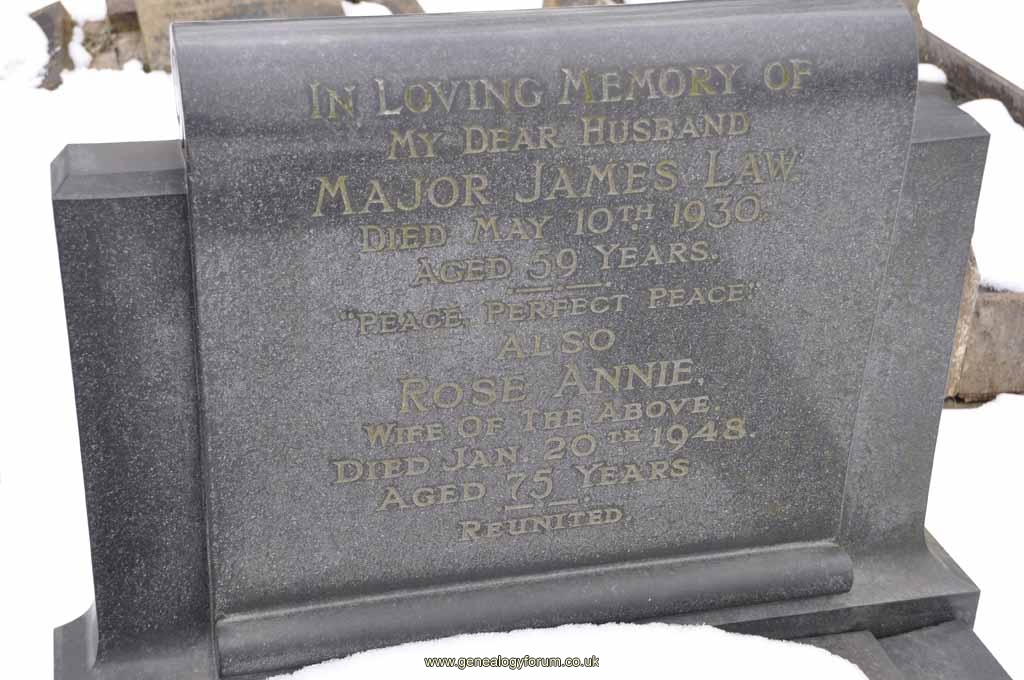 IN LOVING MEMORY OF
MY DEAR HUSBAND
MAJOR JAMES LAW.
DIED MAY 10TH 1930.
AGED 59 YEARS.
"PEACE, PERFECT PEACE"
ALSO
ROSE ANNIE,
WIFE OF THE ABOVE.
DIED JAN. 20TH 1948.
AGED 75 YEARS.
REUNITED.
www.genealogyforum.co.uk